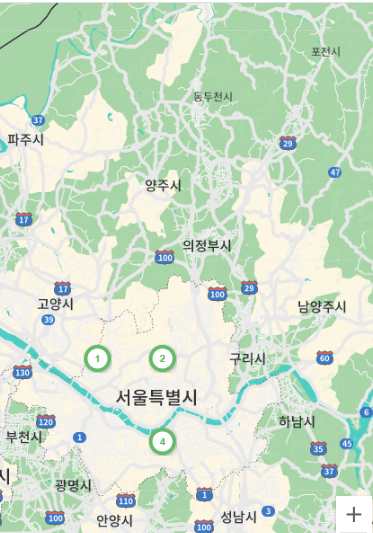 포천시
동두천시
37
29
파주시
47
양주시
17
의정부시
100
17
100
29
고양시
남양주시
39
1
2
구리시
60
130
서울특별시
120
하남시
부천시
1
4
6
45
35
37
시
광명시
110
1
100
안양시
성남시
3
100